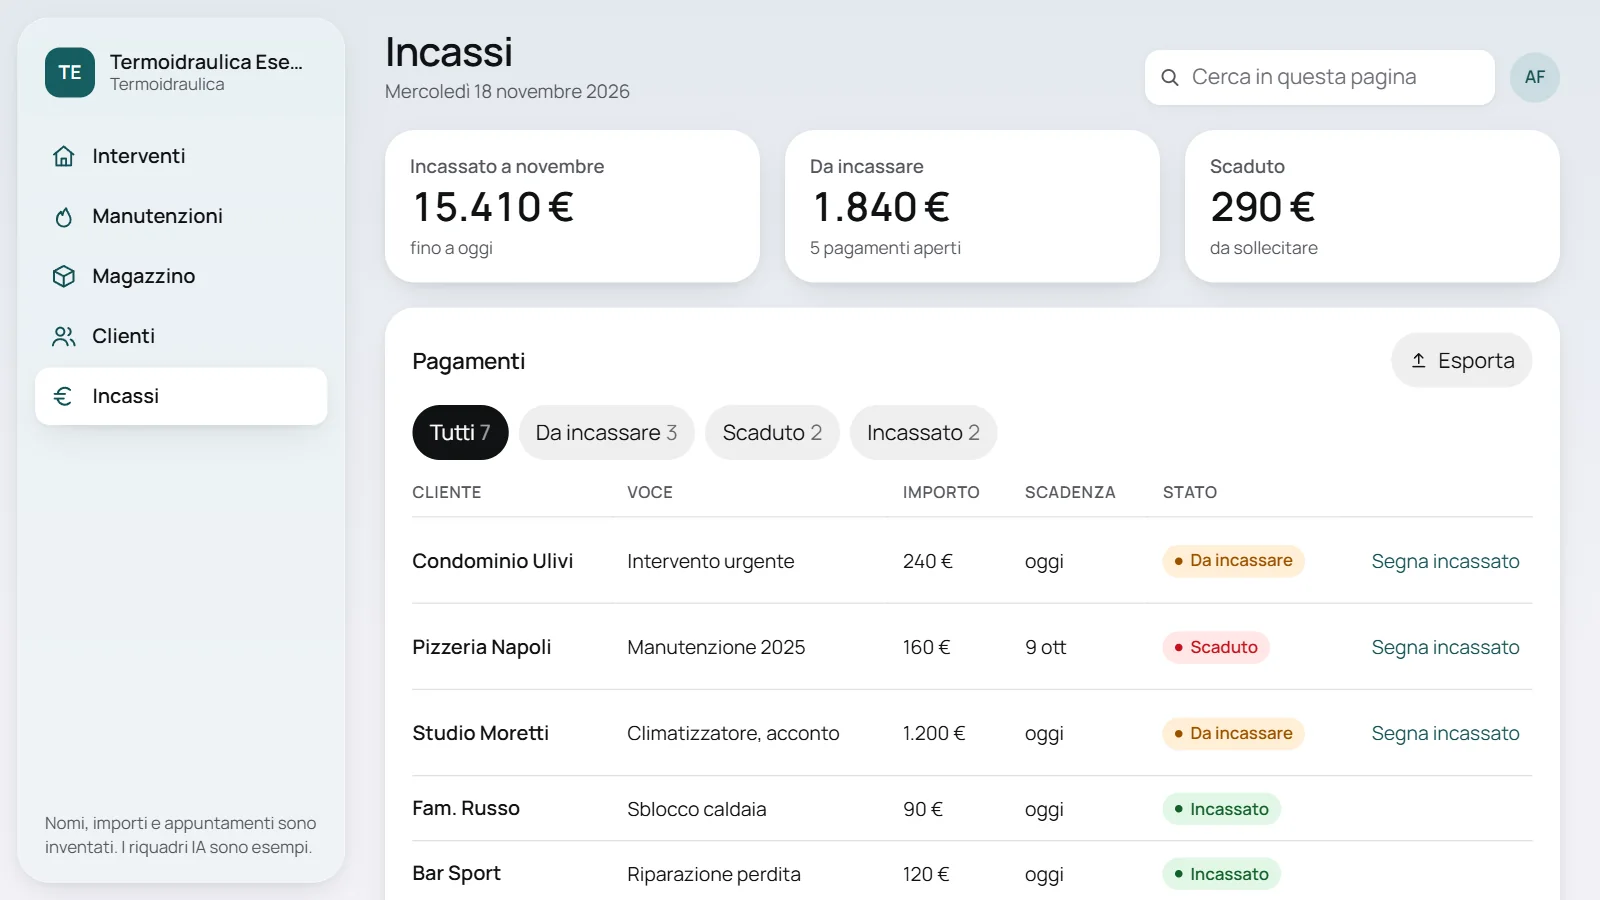 TE
Termoidraulica Ese...
Termoidraulica
Interventi
Manutenzioni
Magazzino
Clienti
Incassi
Nomi, importi e appuntamenti sono
inventati. I riquadri IA sono esempi.
Incassi
Mercoledì 18 novembre 2026
Cerca in questa pagina
AF
Incassato a novembre
15.410 €
fino a oggi
Da incassare
1.840 €
5 pagamenti aperti
Scaduto
290 €
da sollecitare
Pagamenti
Esporta
Tutti 7
Da incassare 3
Scaduto 2
Incassato 2
CLIENTE VOCE IMPORTO SCADENZA STATO
Condominio Ulivi Intervento urgente 240 € oggi Da incassare Segna incassato
Pizzeria Napoli Manutenzione 2025 160 € 9 ott Scaduto Segna incassato
Studio Moretti Climatizzatore, acconto 1.200 € oggi Da incassare Segna incassato
Fam. Russo Sblocco caldaia 90 € oggi Incassato
Bar Sport Riparazione perdita 120 € oggi Incassato